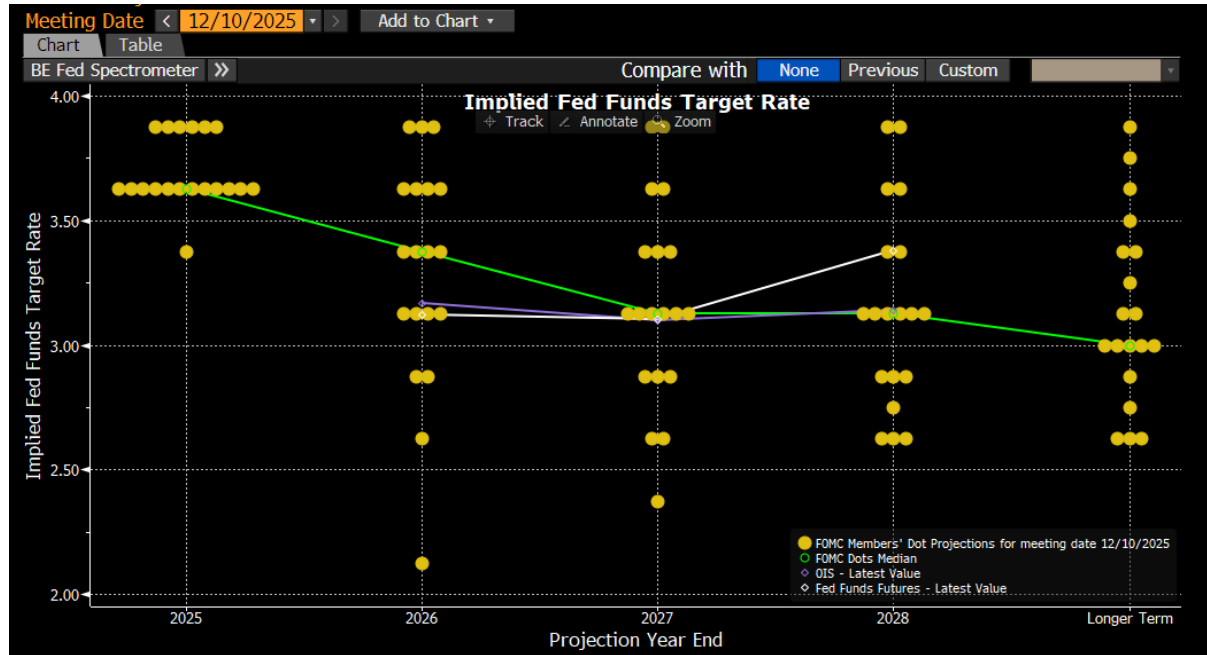 Meeting Date < 12/10/2025 > Add to Chart
Chart Table
BE Fed Spectrometer » Compare with None Previous Custom
Implied Fed Funds Target Rate
Track Annotate Zoom
Implied Fed Funds Target Rate
4.00
3.50
3.00
2.50
2.00
FOMC Members' Dot Projections for meeting date 12/10/2025
FOMC Dots Median
OIS - Latest Value
Fed Funds Futures - Latest Value
2025 2026 2027 2028 Longer Term
Projection Year End